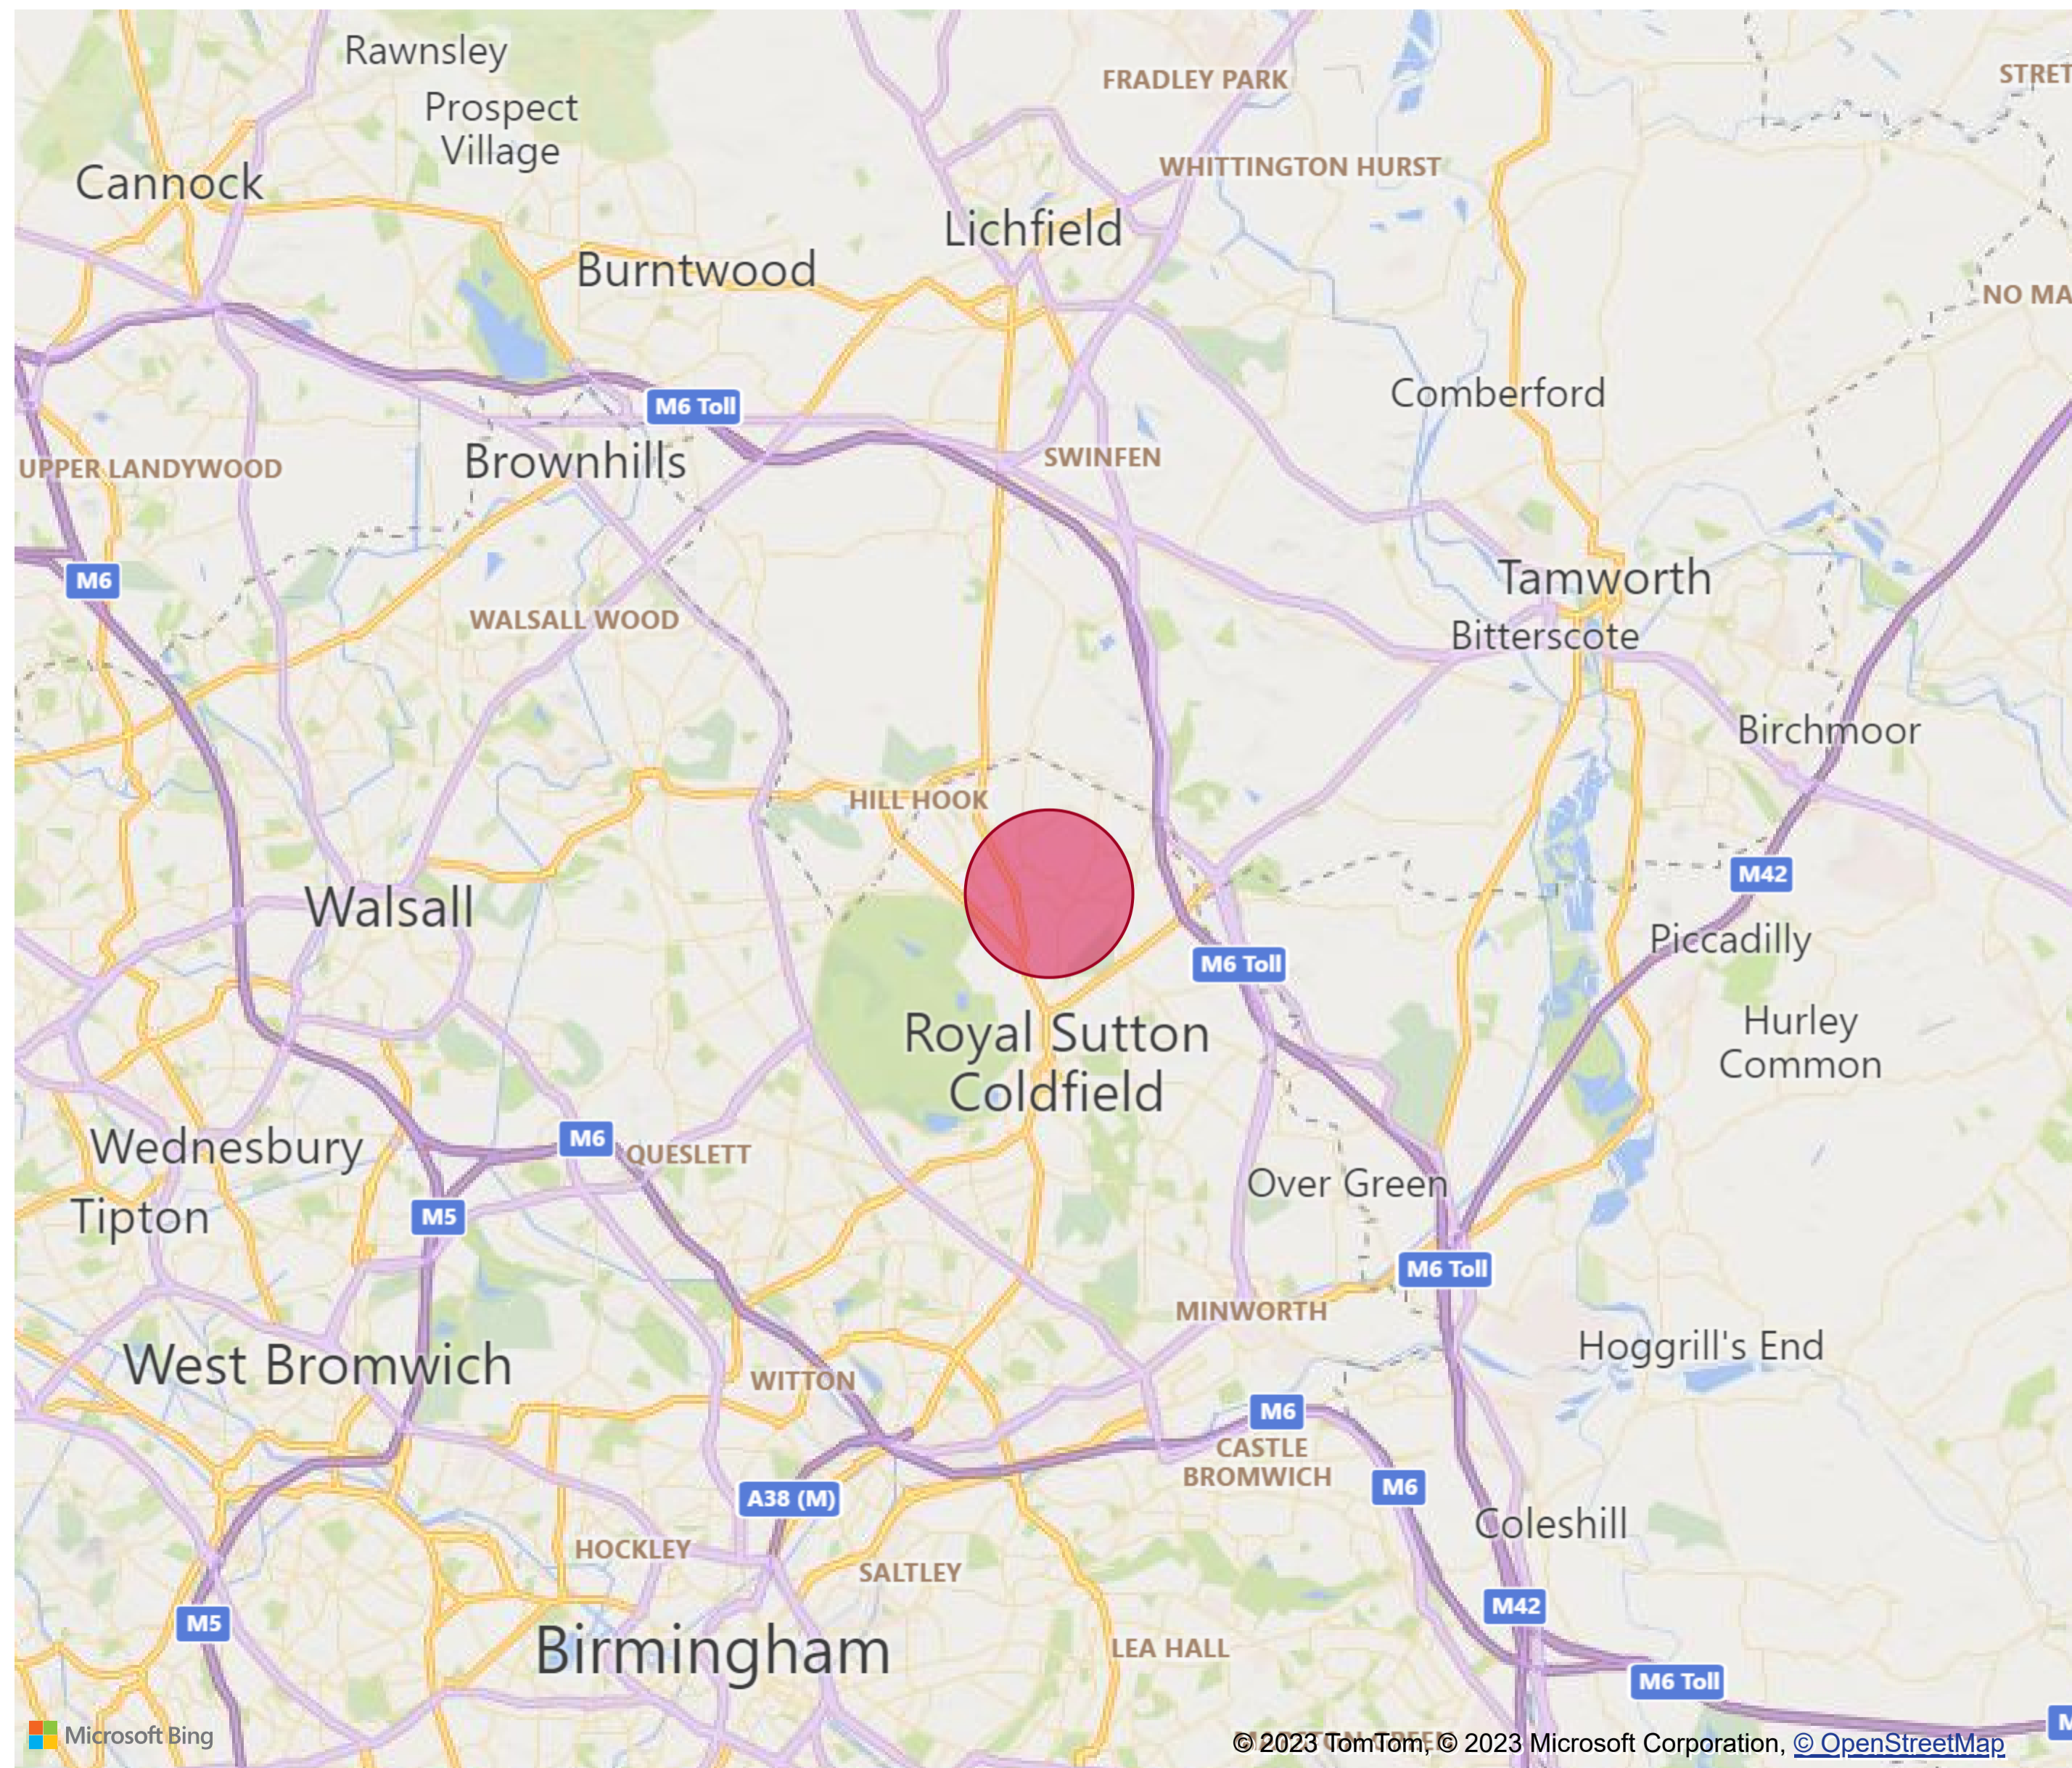 Rawnsley
Prospect
Village
FRADLEY PARK
STRET
Cannock
WHITTINGTON HURST
Lichfield
Burntwood
NO MA
Comberford
M6 Toll
Brownhills
SWINFEN
UPPER LANDYWOOD
M6
Tamworth
WALSALL WOOD
Bitterscote
Birchmoor
HILL HOOK
M42
Walsall
Piccadilly
M6 Toll
Royal Sutton
Coldfield
Hurley
Common
M6
Wednesbury
QUESLETT
Over Green
M5
Tipton
M6 Toll
MINWORTH
Hoggrill's End
West Bromwich
WITTON
M6
CASTLE
BROMWICH
M6
A38 (M)
Coleshill
HOCKLEY
SALTLEY
M42
M5
Birmingham
LEA HALL
M6 Toll
M
Microsoft Bing
© 2023 TomTom, © 2023 Microsoft Corporation, © OpenStreetMap